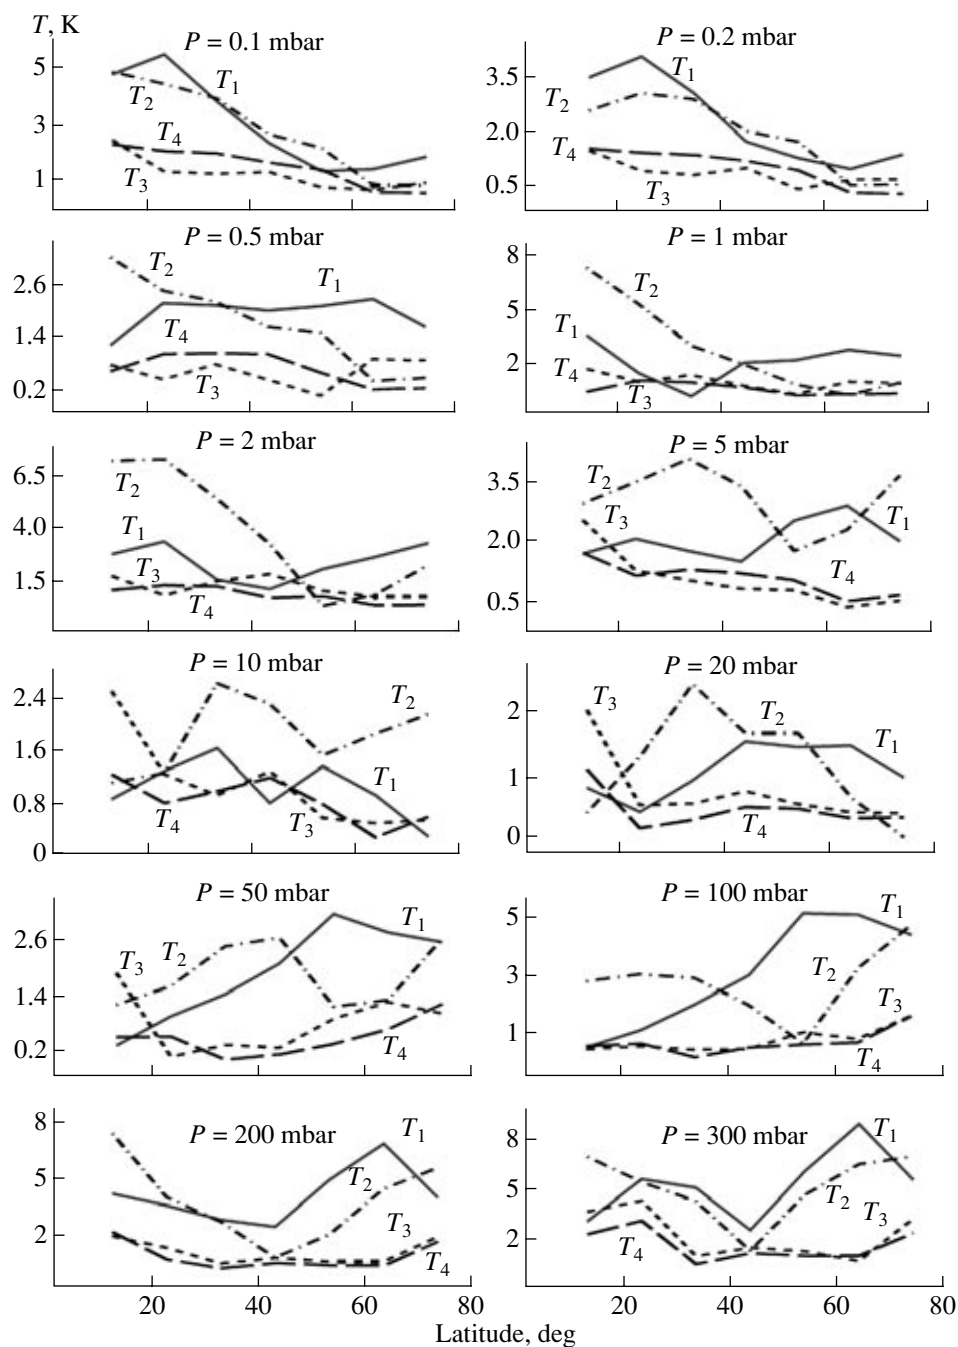 T, K
P = 0.1 mbar
5
3
1
T1
T2
T4
T3
P = 0.2 mbar
3.5
2.0
0.5
T1
T2
T4
T3
P = 0.5 mbar
2.6
1.4
0.2
T2
T1
T4
T3
P = 1 mbar
8
5
2
T2
T1
T4
T3
P = 2 mbar
6.5
4.0
1.5
T2
T1
T3
T4
P = 5 mbar
3.5
2.0
0.5
T2
T3
T1
T4
P = 10 mbar
2.4
1.6
0.8
0
T2
T1
T4
T3
P = 20 mbar
2
1
0
T3
T2
T1
T4
P = 50 mbar
2.6
1.4
0.2
T3
T2
T1
T4
P = 100 mbar
5
3
1
T1
T2
T3
T4
P = 200 mbar
8
5
2
T1
T2
T3
T4
20 40 60 80
P = 300 mbar
8
5
2
T1
T2
T3
T4
20 40 60 80
Latitude, deg